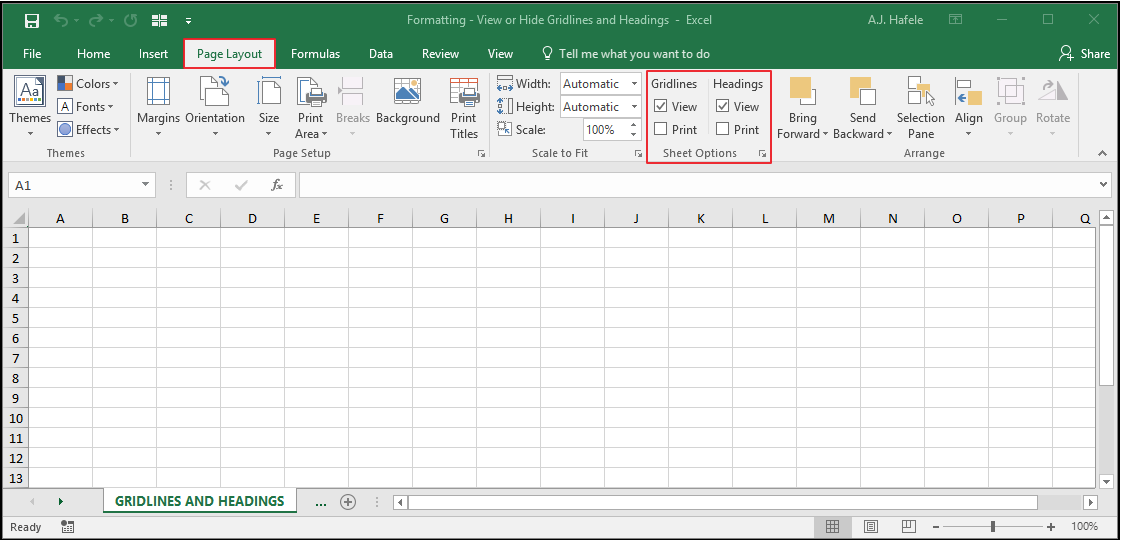 Formatting - View or Hide Gridlines and Headings - Excel
A.J. Hafele
File Home Insert Page Layout Formulas Data Review View Tell me what you want to do Share
Aa
Themes
Colors
A Fonts
Effects
Themes
Margins Orientation Size Print Area Breaks Background Print Titles
Page Setup
Width: Automatic
Height: Automatic
Scale: 100%
Scale to Fit
Gridlines Headings
View View
Print Print
Sheet Options
Bring Forward Send Backward Selection Pane Align Group Rotate
Arrange
A1 fx
A B C D E F G H I J K L M N O P Q
1
2
3
4
5
6
7
8
9
10
11
12
13
GRIDLINES AND HEADINGS ...
Ready 100%